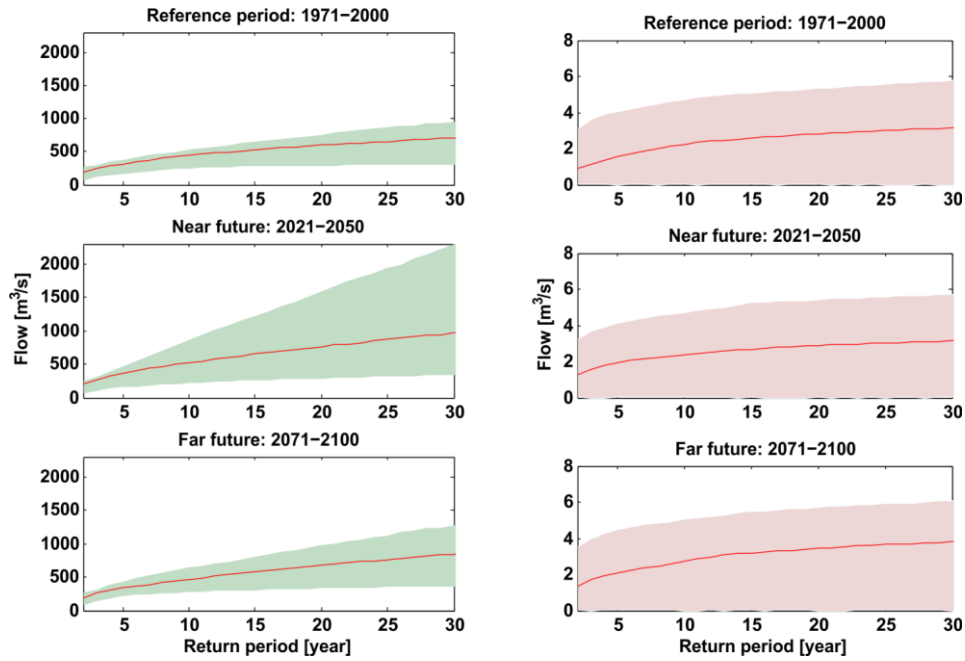 Reference period: 1971−2000
2000
1500
1000
500
0
5 10 15 20 25 30
Near future: 2021−2050
2000
1500
1000
500
0
Flow [m³/s]
5 10 15 20 25 30
Far future: 2071−2100
2000
1500
1000
500
0
5 10 15 20 25 30
Return period [year]
Reference period: 1971−2000
8
6
4
2
0
5 10 15 20 25 30
Near future: 2021−2050
8
6
4
2
0
Flow [m³/s]
5 10 15 20 25 30
Far future: 2071−2100
8
6
4
2
0
5 10 15 20 25 30
Return period [year]